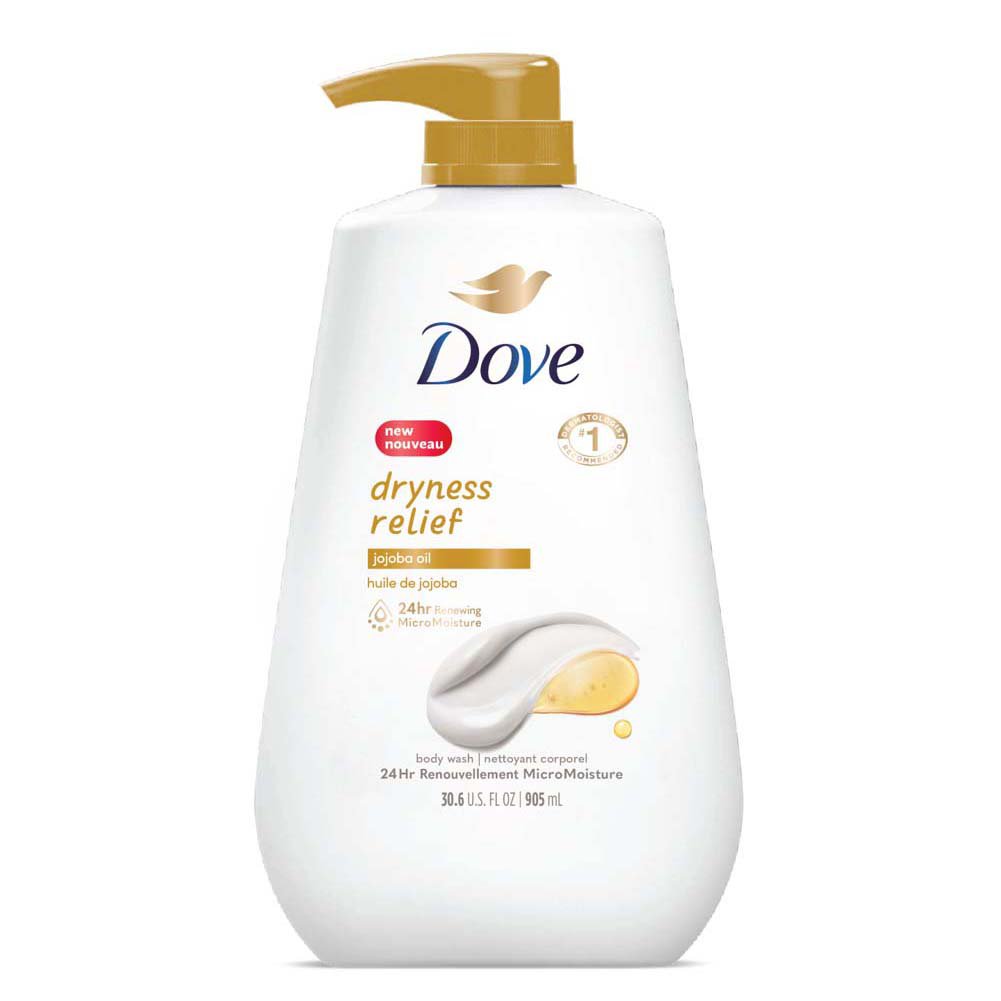 Dove
new
nouveau
DERMATOLOGIST
#1
RECOMMENDED
dryness
relief
jojoba oil
huile de jojoba
24hr Renewing
MicroMoisture
body wash | nettoyant corporel
24Hr Renouvellement MicroMoisture
30.6 U.S. FL OZ | 905 mL